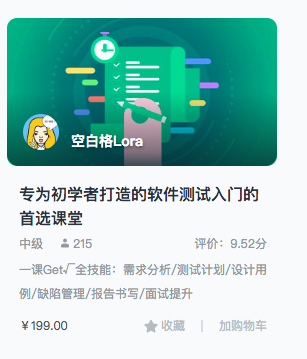 空白格Lora
专为初学者打造的软件测试入门的
首选课堂
中级 215 评价：9.52分
一课Get√全技能：需求分析/测试计划/设计用
例/缺陷管理/报告书写/面试提升
￥199.00 收藏 | 加购物车